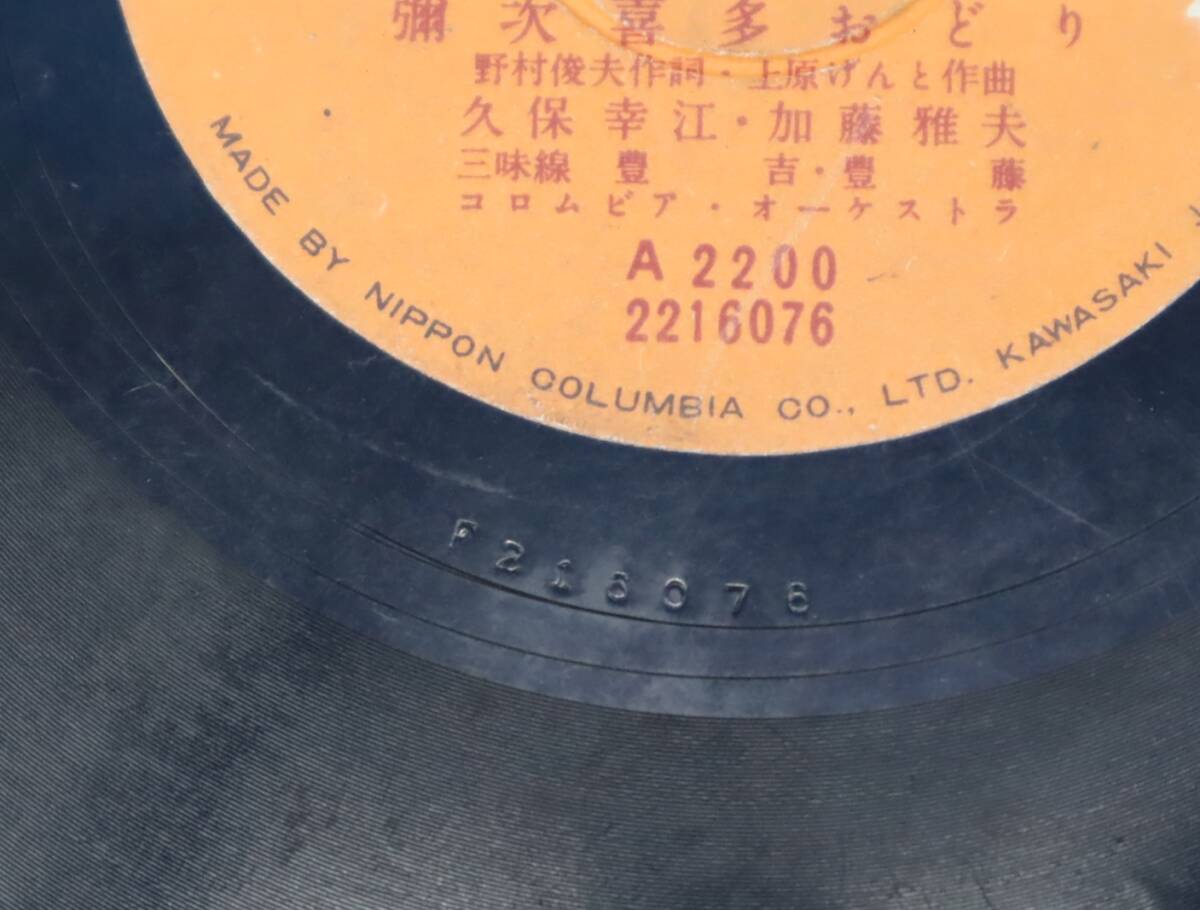 彌次喜多おどり
野村俊夫作詞・上原げんと作曲
久保幸江・加藤雅夫
三味線 豐吉・豐藤
コロムビア・オーケストラ
A 2200
2216076
MADE BY NIPPON COLUMBIA CO., LTD. KAWASAKI
F216076